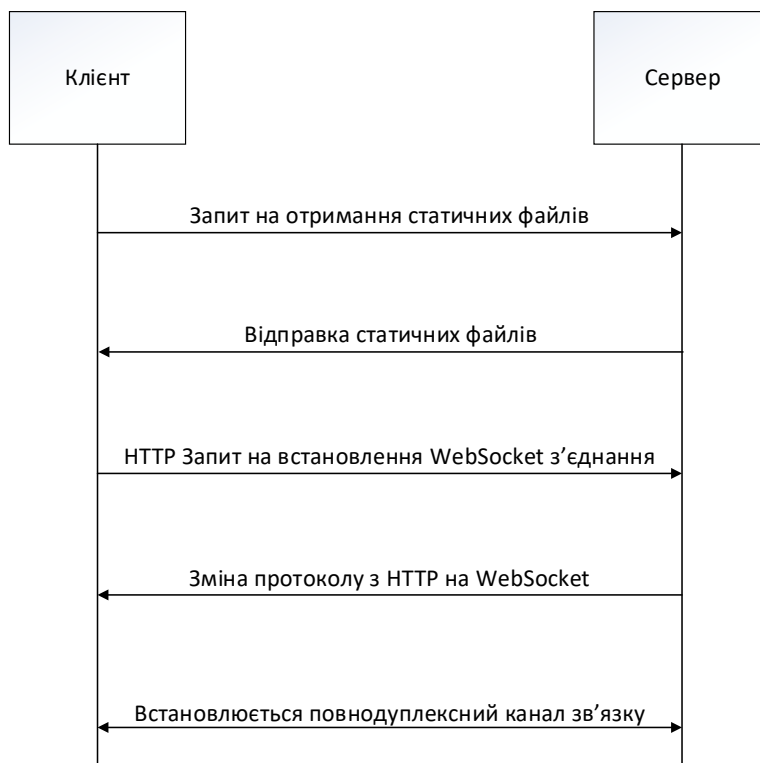 Клієнт
Сервер
Запит на отримання статичних файлів
Відправка статичних файлів
HTTP Запит на встановлення WebSocket з’єднання
Зміна протоколу з HTTP на WebSocket
Встановлюється повнодуплексний канал зв’язку